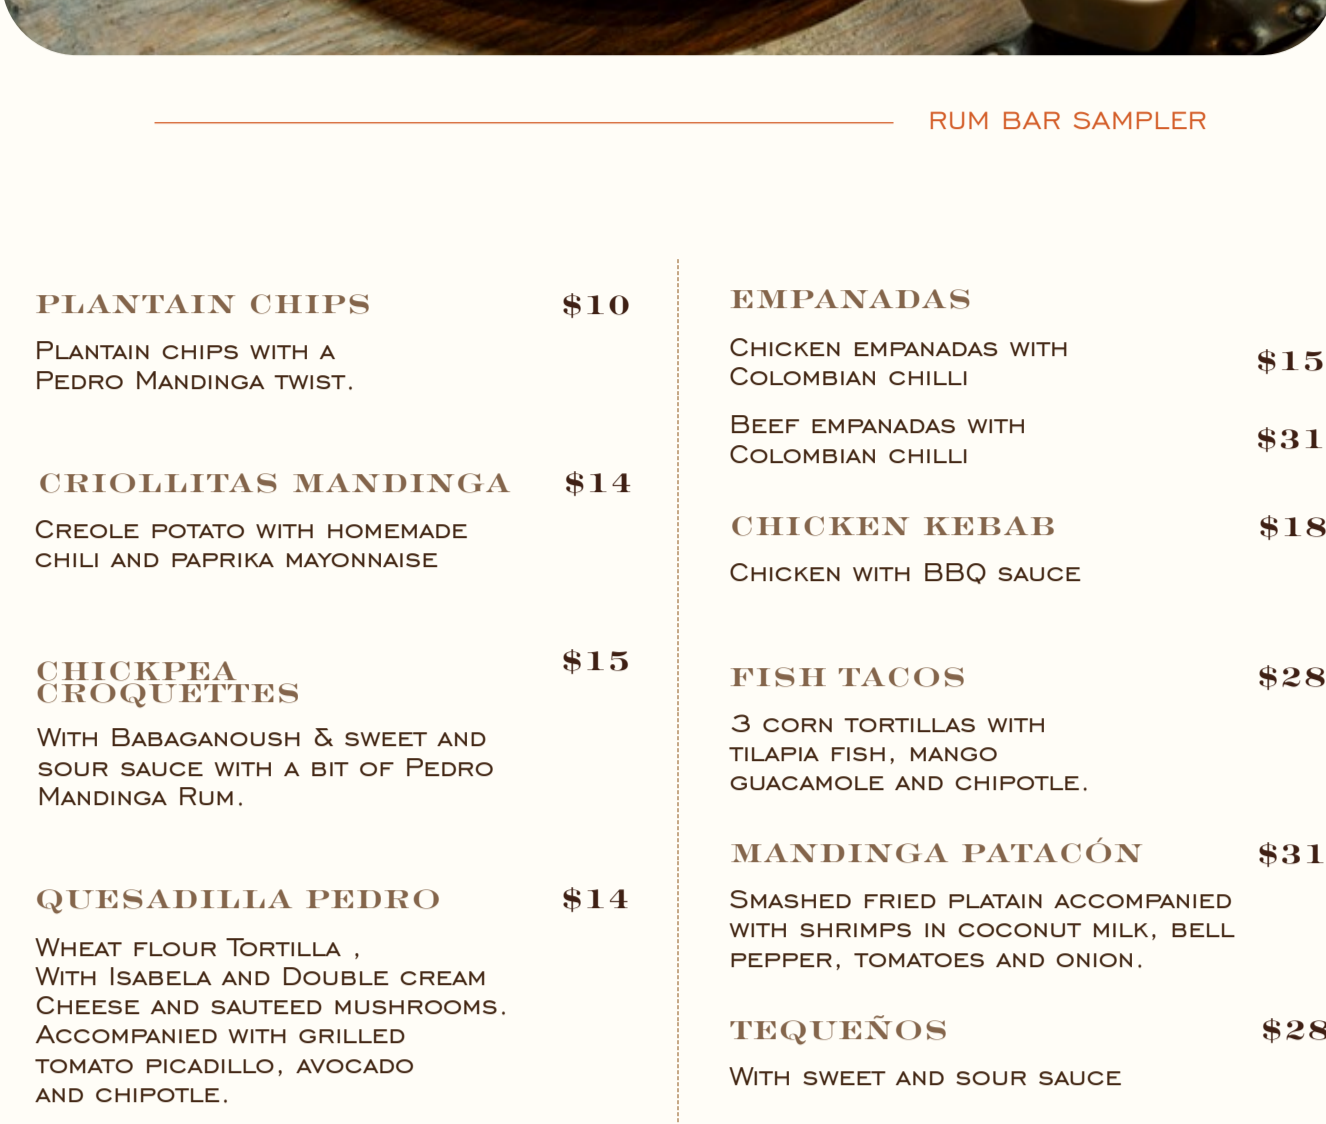 RUM BAR SAMPLER
PLANTAIN CHIPS $10
PLANTAIN CHIPS WITH A
PEDRO MANDINGA TWIST.
CRIOLLITAS MANDINGA $14
CREOLE POTATO WITH HOMEMADE
CHILI AND PAPRIKA MAYONNAISE
CHICKPEA
CROQUETTES $15
WITH BABAGANOUSH & SWEET AND
SOUR SAUCE WITH A BIT OF PEDRO
MANDINGA RUM.
QUESADILLA PEDRO $14
WHEAT FLOUR TORTILLA ,
WITH ISABELA AND DOUBLE CREAM
CHEESE AND SAUTEED MUSHROOMS.
ACCOMPANIED WITH GRILLED
TOMATO PICADILLO, AVOCADO
AND CHIPOTLE.
EMPANADAS
CHICKEN EMPANADAS WITH
COLOMBIAN CHILLI $15
BEEF EMPANADAS WITH
COLOMBIAN CHILLI $31
CHICKEN KEBAB $18
CHICKEN WITH BBQ SAUCE
FISH TACOS $28
3 CORN TORTILLAS WITH
TILAPIA FISH, MANGO
GUACAMOLE AND CHIPOTLE.
MANDINGA PATACÓN $31
SMASHED FRIED PLATAIN ACCOMPANIED
WITH SHRIMPS IN COCONUT MILK, BELL
PEPPER, TOMATOES AND ONION.
TEQUEÑOS $28
WITH SWEET AND SOUR SAUCE